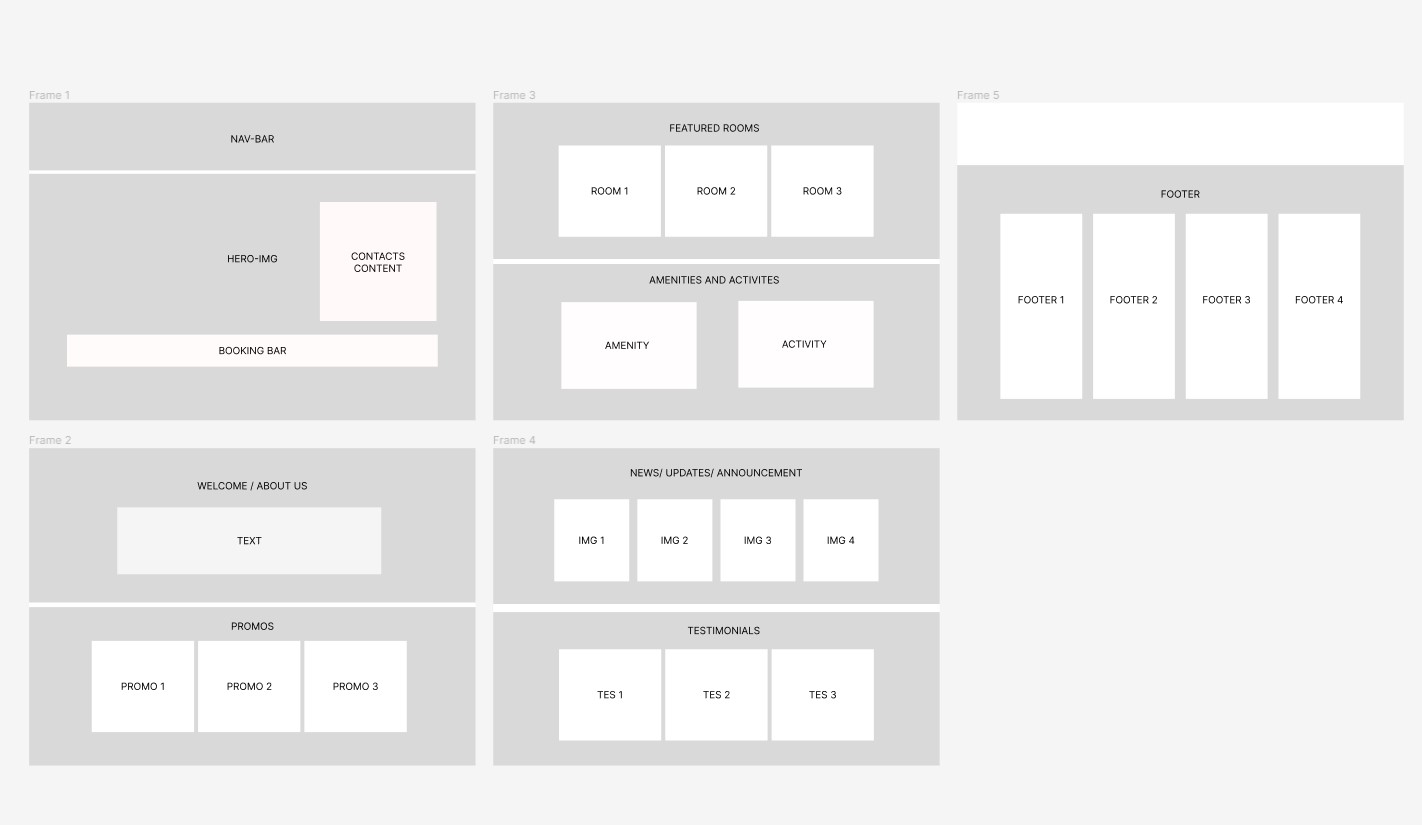 Frame 1
NAV-BAR
HERO-IMG
CONTACTS
CONTENT
BOOKING BAR
Frame 2
WELCOME / ABOUT US
TEXT
PROMOS
PROMO 1
PROMO 2
PROMO 3
Frame 3
FEATURED ROOMS
ROOM 1
ROOM 2
ROOM 3
AMENITIES AND ACTIVITES
AMENITY
ACTIVITY
Frame 4
NEWS/ UPDATES/ ANNOUNCEMENT
IMG 1
IMG 2
IMG 3
IMG 4
TESTIMONIALS
TES 1
TES 2
TES 3
Frame 5
FOOTER
FOOTER 1
FOOTER 2
FOOTER 3
FOOTER 4